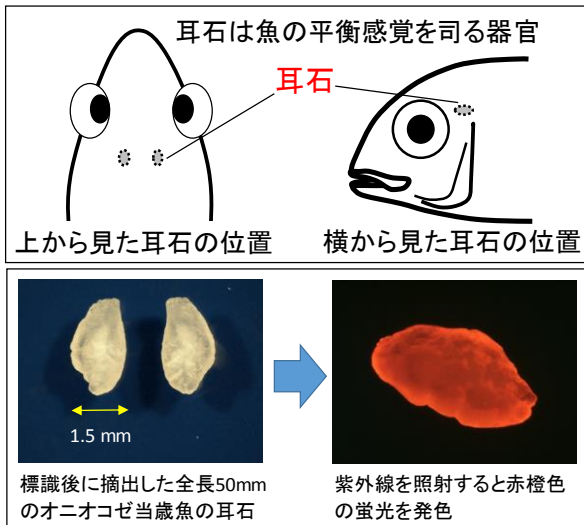 耳石は魚の平衡感覚を司る器官
耳石
上から見た耳石の位置
横から見た耳石の位置
1.5 mm
標識後に摘出した全長50mm
のオニオコゼ当歳魚の耳石
紫外線を照射すると赤橙色
の蛍光を発色